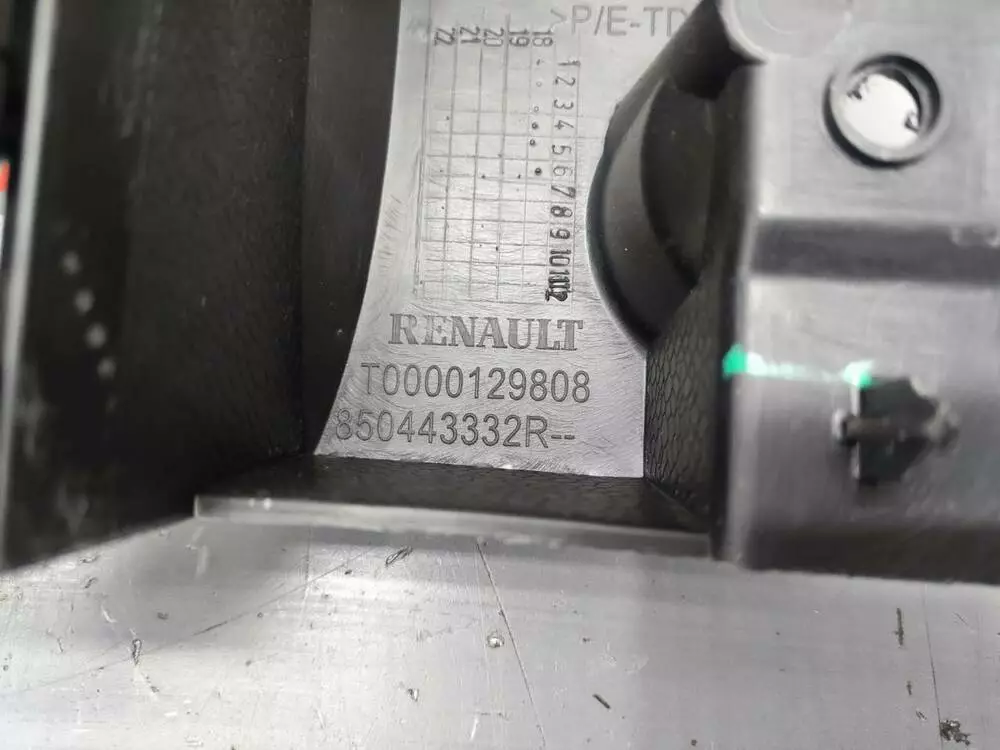 >P/E-TD
22 21 20 19 18
1 2 3 4 5 6 7 8 9 10 11 12
RENAULT
T0000129808
850443332R--